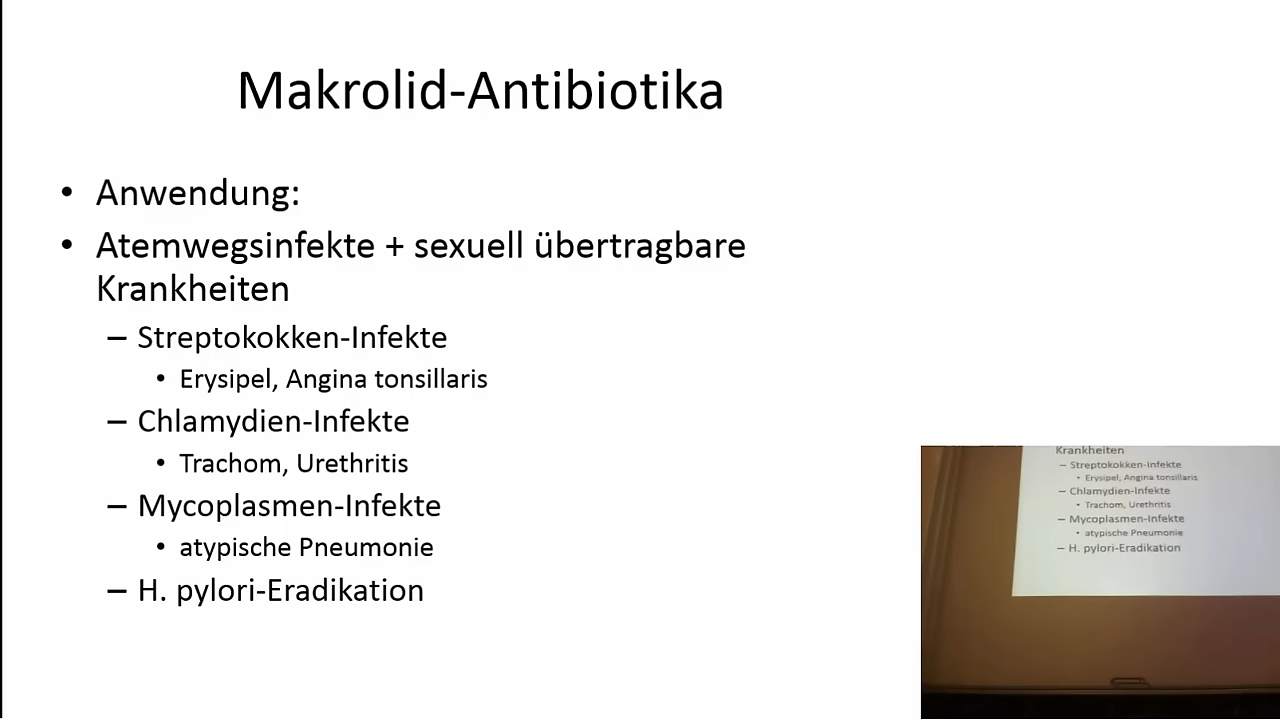 Makrolid-Antibiotika
• Anwendung:
• Atemwegsinfekte + sexuell übertragbare
Krankheiten
– Streptokokken-Infekte
• Erysipel, Angina tonsillaris
– Chlamydien-Infekte
• Trachom, Urethritis
– Mycoplasmen-Infekte
• atypische Pneumonie
– H. pylori-Eradikation
Krankheiten
– Streptokokken-Infekte
• Erysipel, Angina tonsillaris
– Chlamydien-Infekte
• Trachom, Urethritis
– Mycoplasmen-Infekte
• atypische Pneumonie
– H. pylori-Eradikation